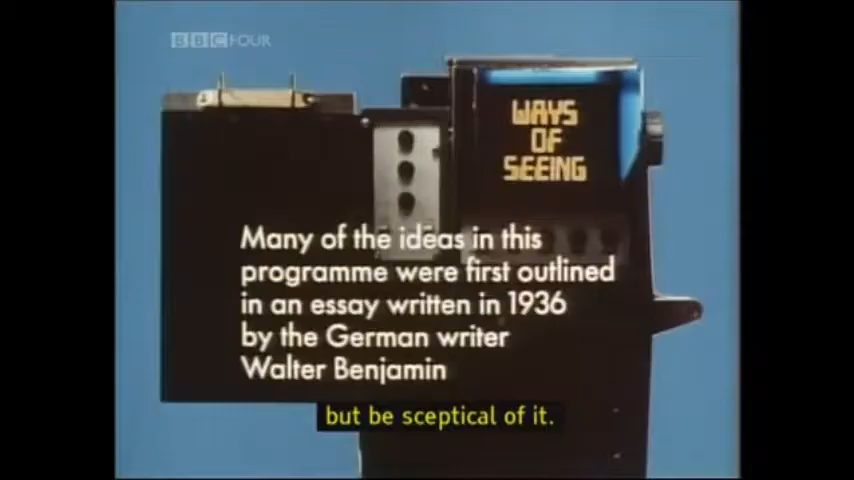 BBC FOUR
WAYS
OF
SEEING
Many of the ideas in this
programme were first outlined
in an essay written in 1936
by the German writer
Walter Benjamin
but be sceptical of it.